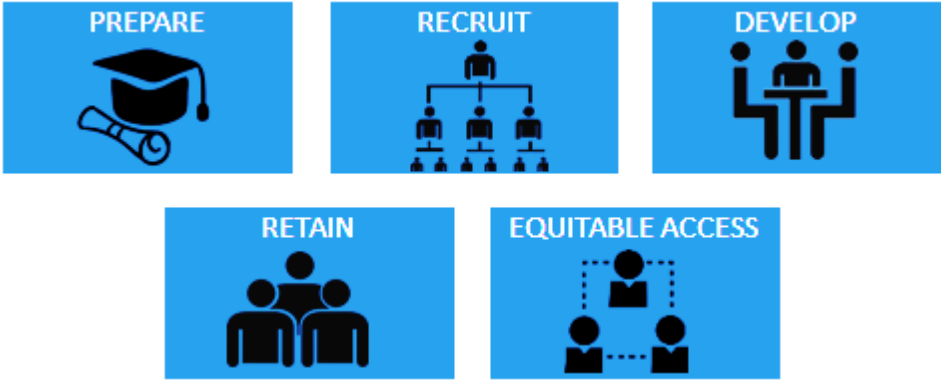 PREPARE
RECRUIT
DEVELOP
RETAIN
EQUITABLE ACCESS